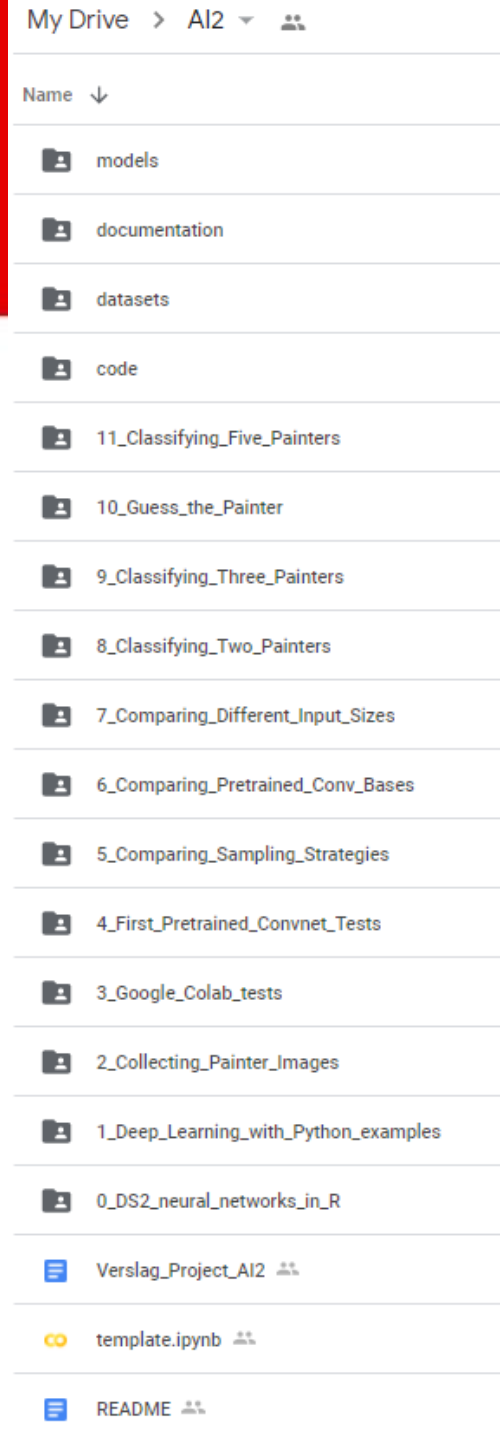 My Drive > AI2
Name
models
documentation
datasets
code
11_Classifying_Five_Painters
10_Guess_the_Painter
9_Classifying_Three_Painters
8_Classifying_Two_Painters
7_Comparing_Different_Input_Sizes
6_Comparing_Pretrained_Conv_Bases
5_Comparing_Sampling_Strategies
4_First_Pretrained_Convnet_Tests
3_Google_Colab_tests
2_Collecting_Painter_Images
1_Deep_Learning_with_Python_examples
0_DS2_neural_networks_in_R
Verslag_Project_AI2
template.ipynb
README